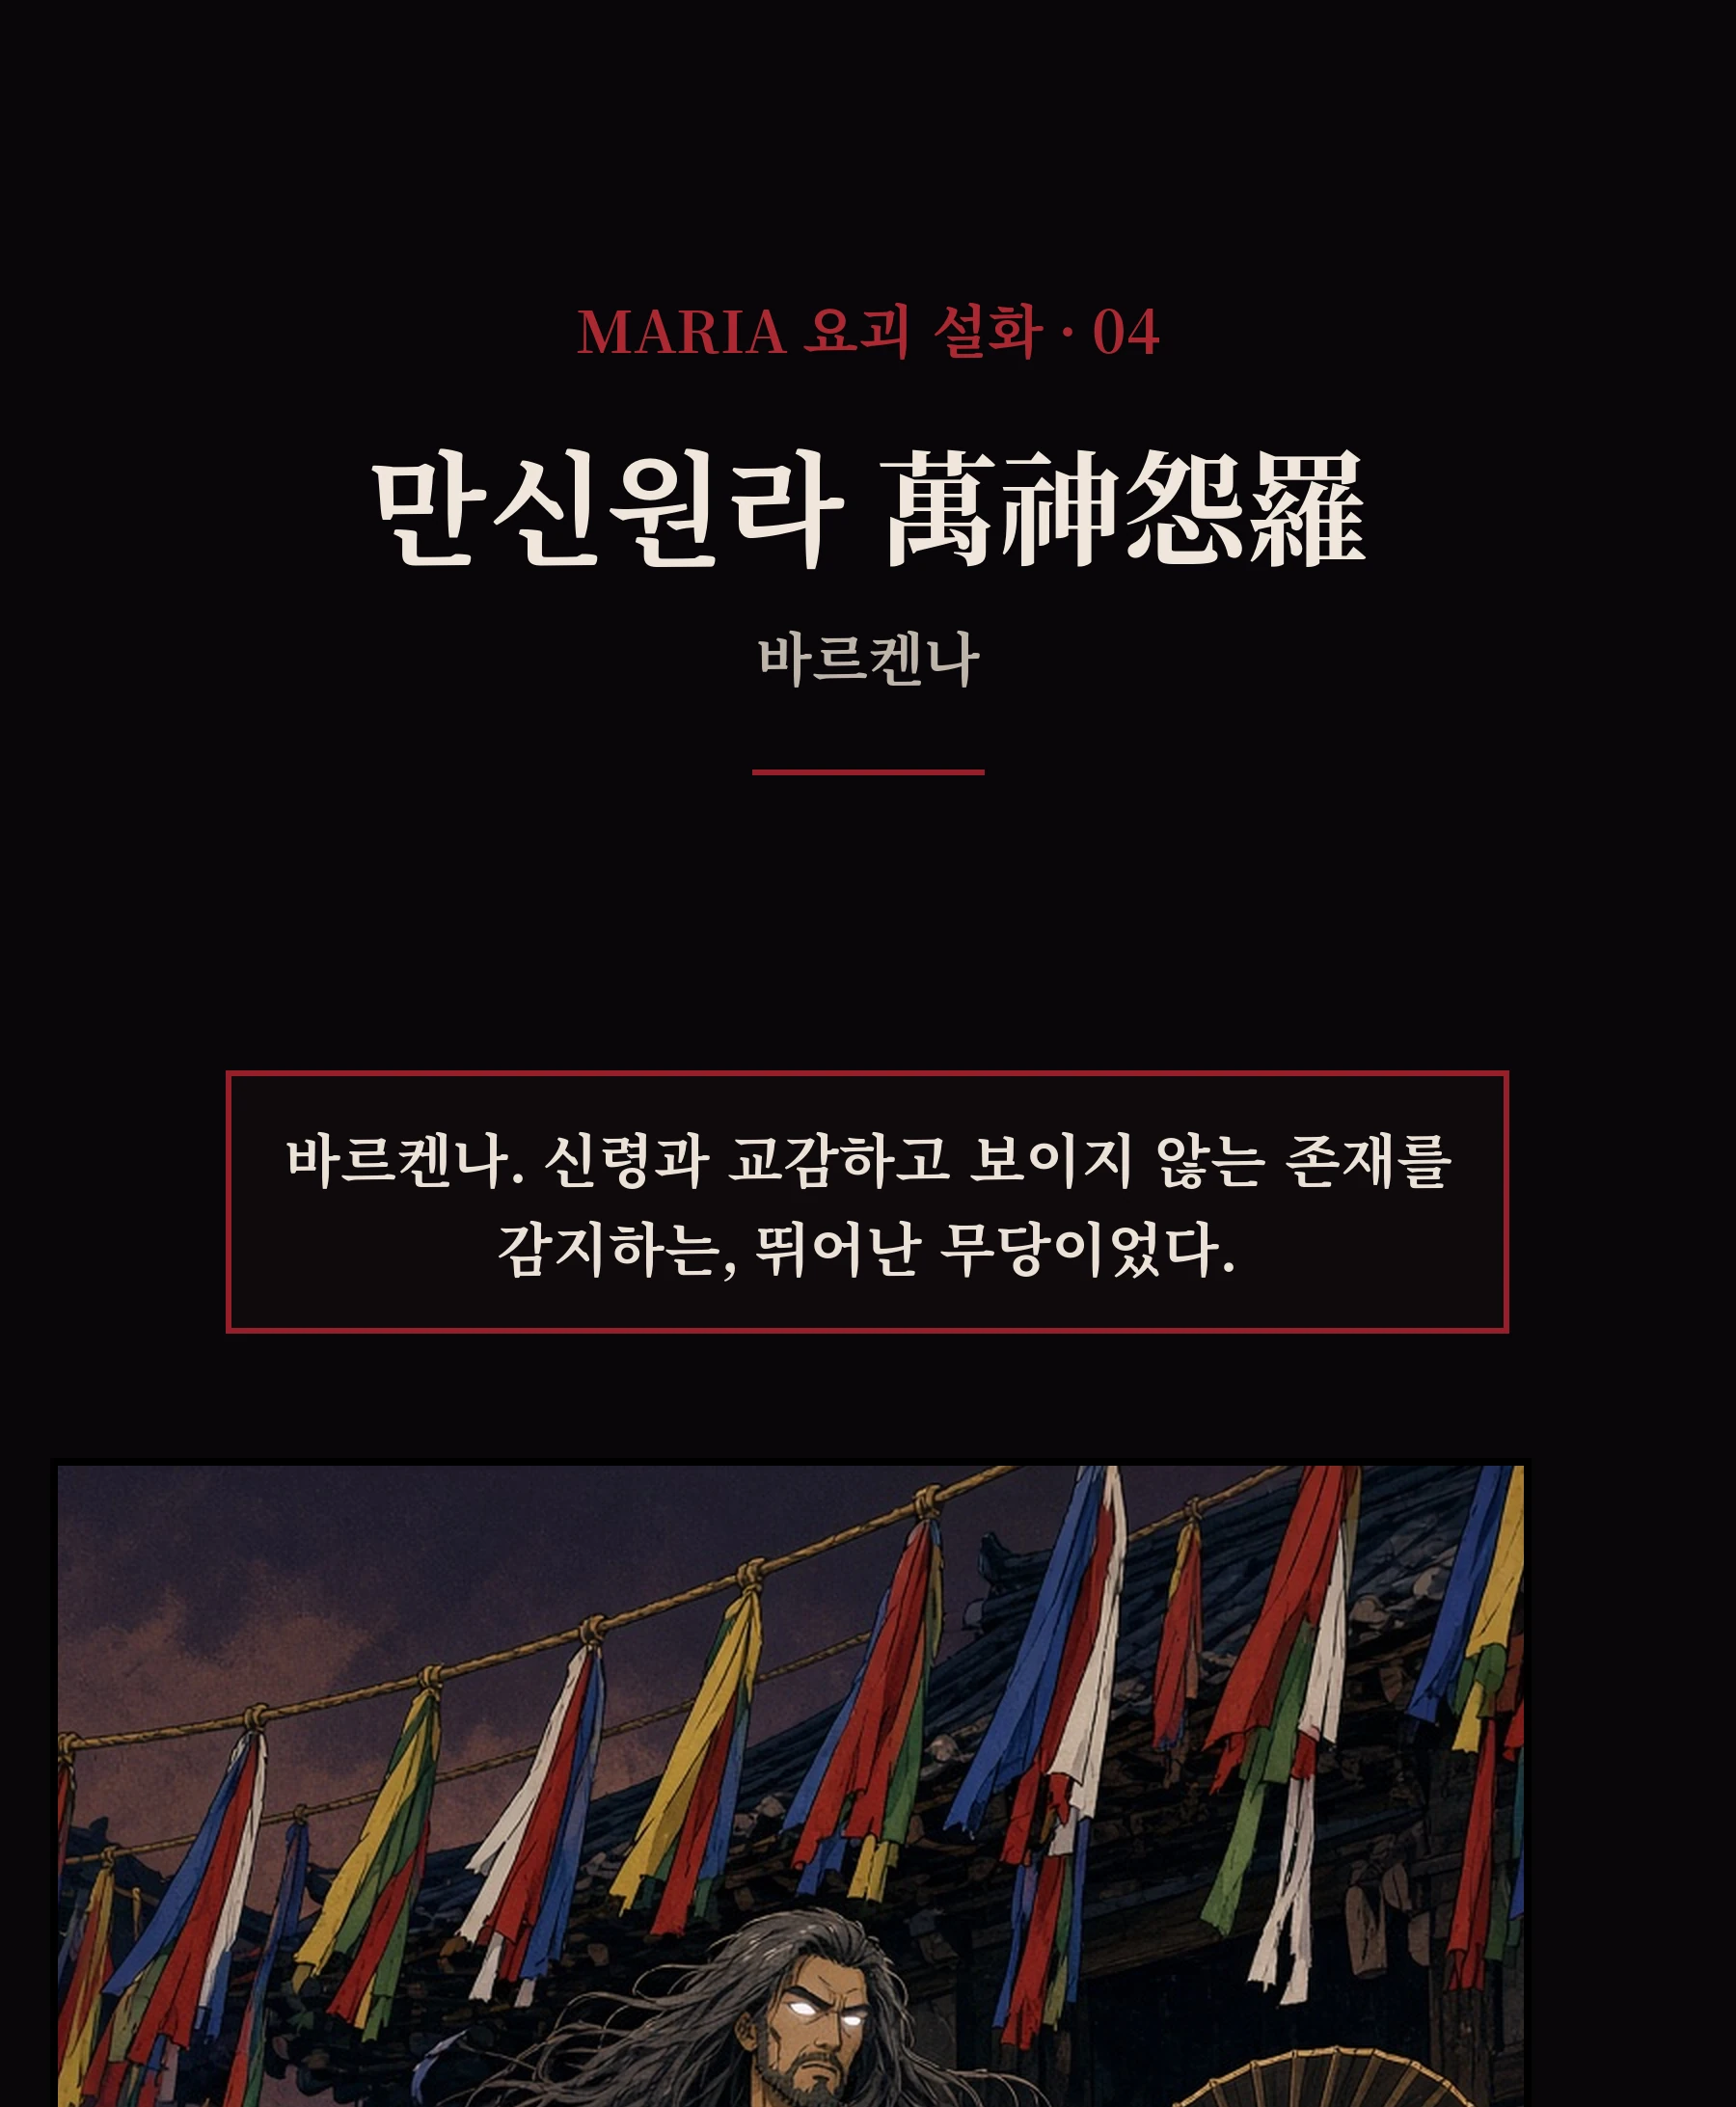 MARIA 요괴 설화 · 04
만신원라 萬神怨羅
바르켄나
바르켄나. 신령과 교감하고 보이지 않는 존재를
감지하는, 뛰어난 무당이었다.